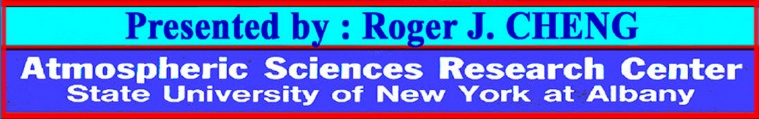 Presented by : Roger J. CHENG
Atmospheric Sciences Research Center
State University of New York at Albany